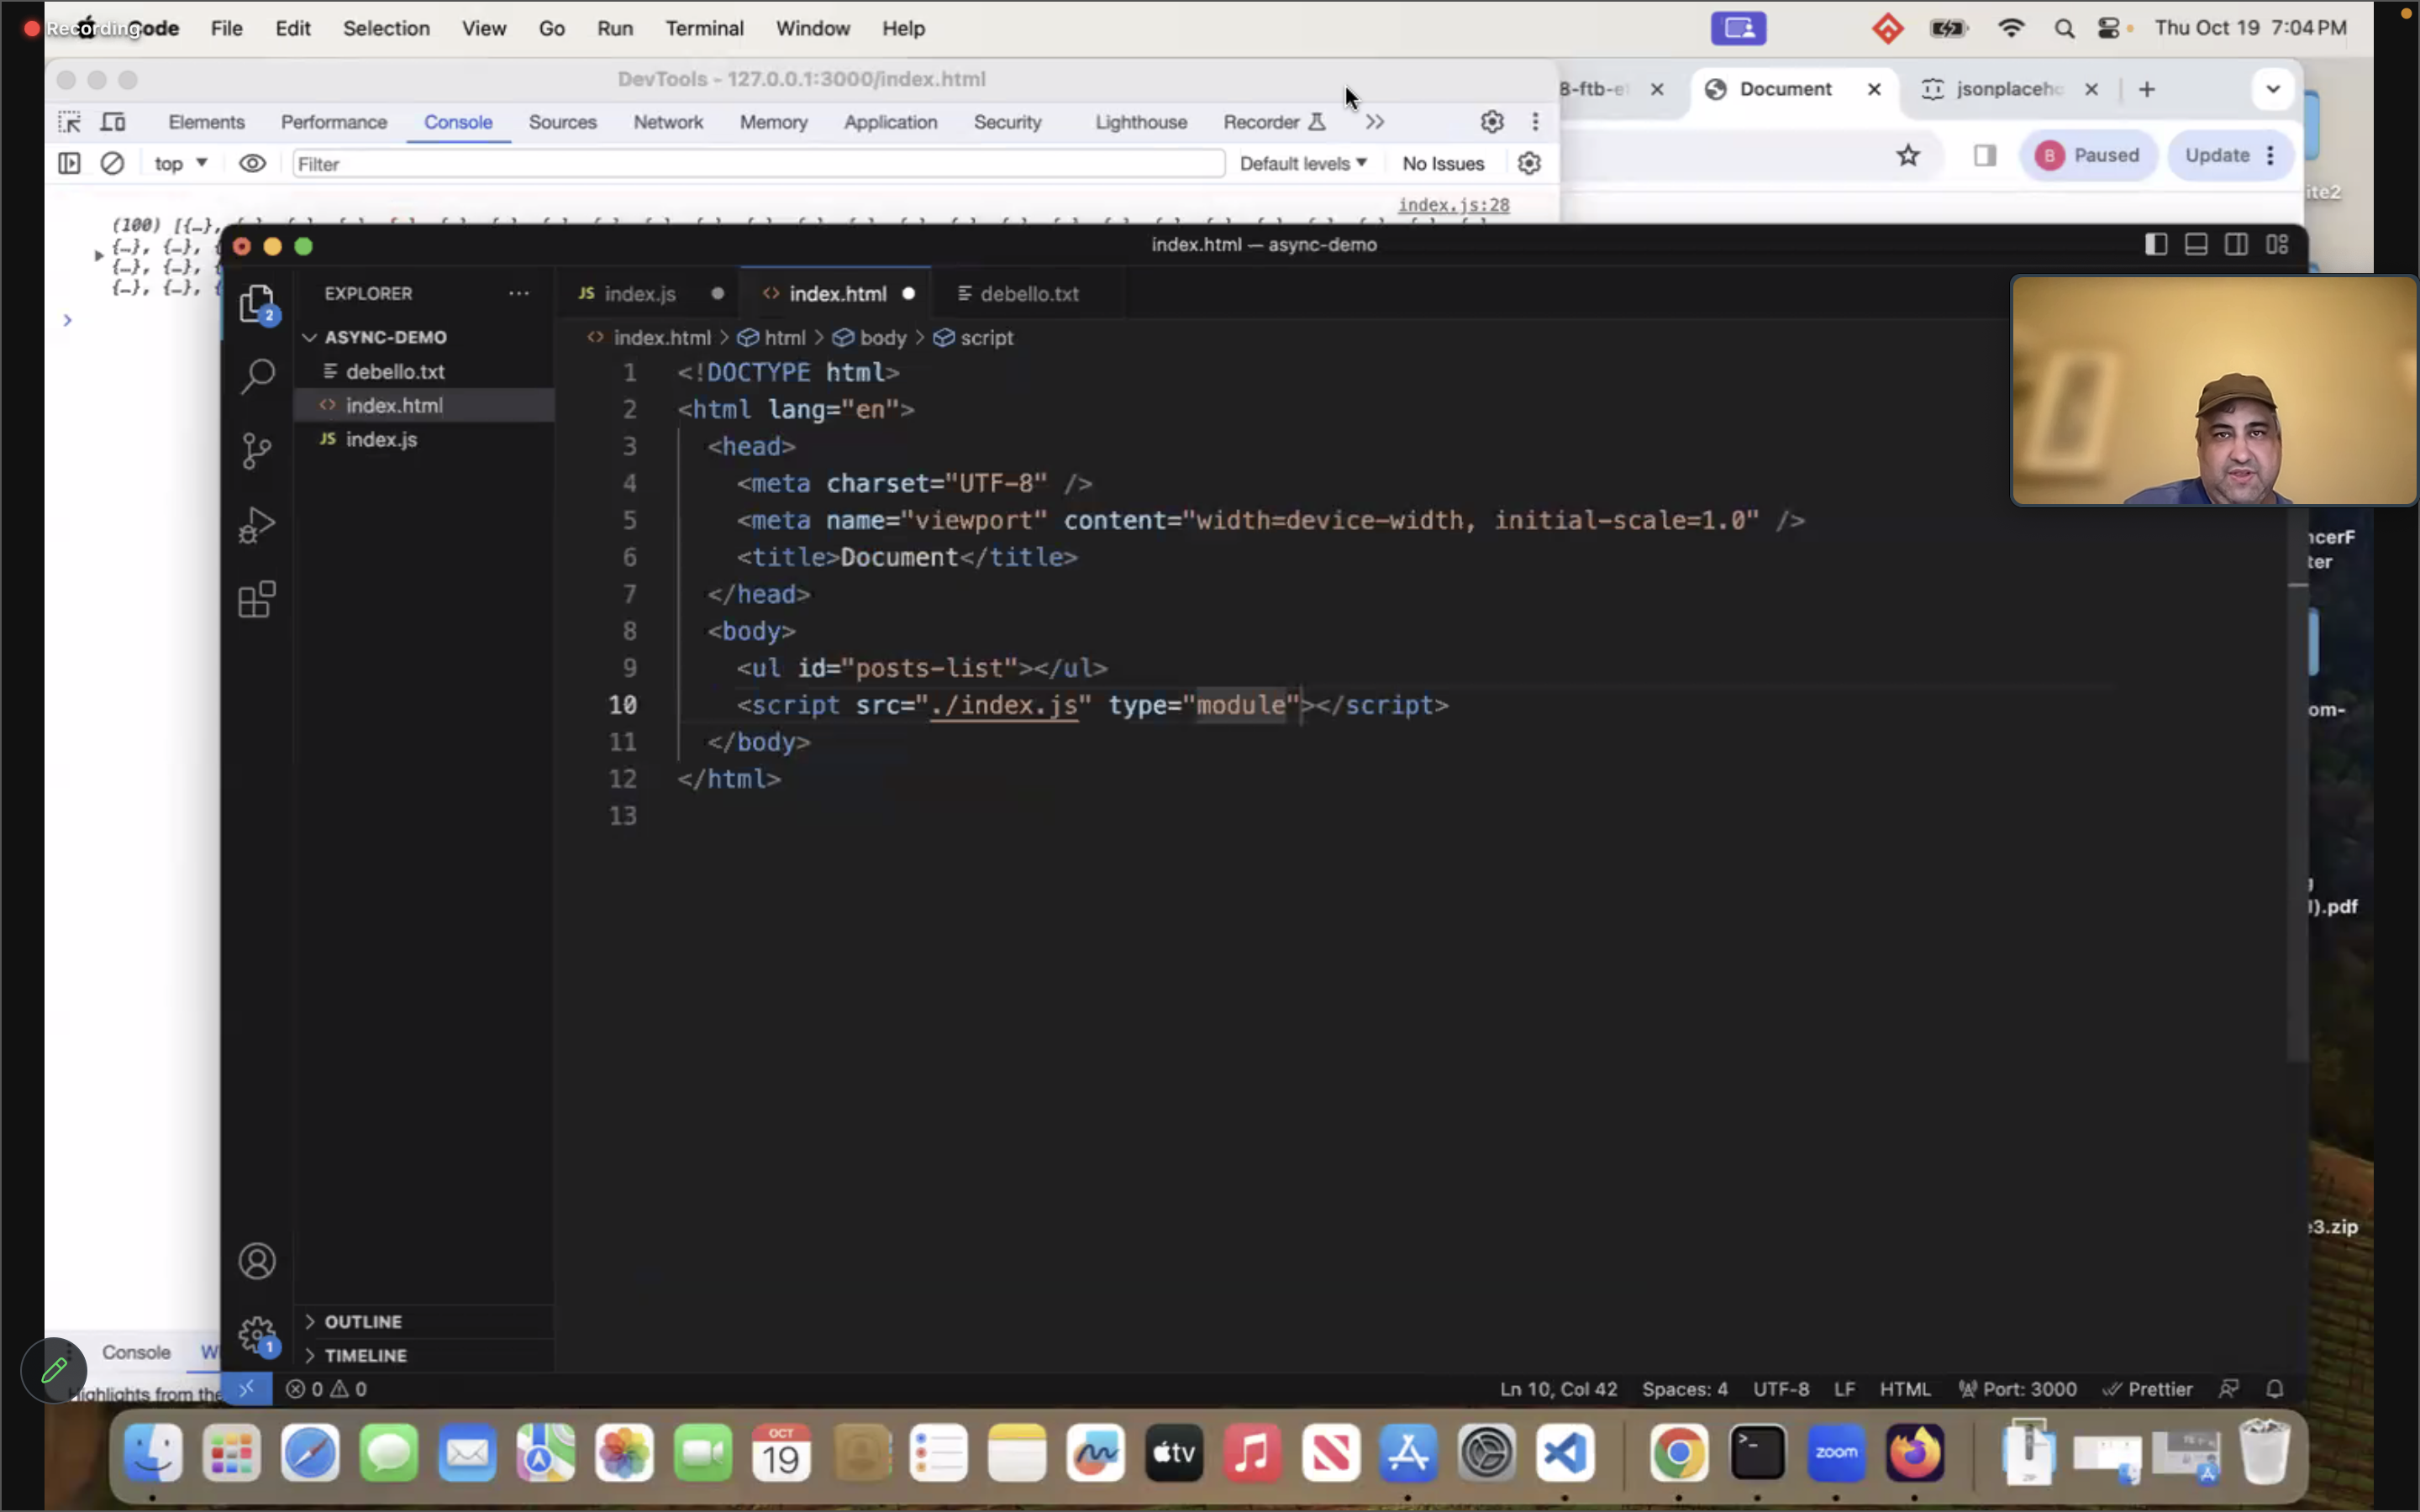 Recording
Code File Edit Selection View Go Run Terminal Window Help
Thu Oct 19 7:04 PM
DevTools - 127.0.0.1:3000/index.html
8-ftb-e
Document
jsonplaceho
Elements Performance Console Sources Network Memory Application Security Lighthouse Recorder
top Filter Default levels No Issues
B Paused Update
ite2
index.js:28
(100) [{…},
{…}, {…},
{…}, {…},
{…}, {…},
index.html — async-demo
EXPLORER
2
ASYNC-DEMO
debello.txt
index.html
JS index.js
JS index.js index.html debello.txt
index.html > html > body > script
1 <!DOCTYPE html>
2 <html lang="en">
3 <head>
4 <meta charset="UTF-8" />
5 <meta name="viewport" content="width=device-width, initial-scale=1.0" />
6 <title>Document</title>
7 </head>
8 <body>
9 <ul id="posts-list"></ul>
10 <script src="./index.js" type="module"></script>
11 </body>
12 </html>
13
ncerF
ter
om-
).pdf
e3.zip
OUTLINE
1
TIMELINE
Console W
Highlights from the
0 0
Ln 10, Col 42 Spaces: 4 UTF-8 LF HTML Port: 3000 Prettier
OCT
19
tv
zoom
ZIP